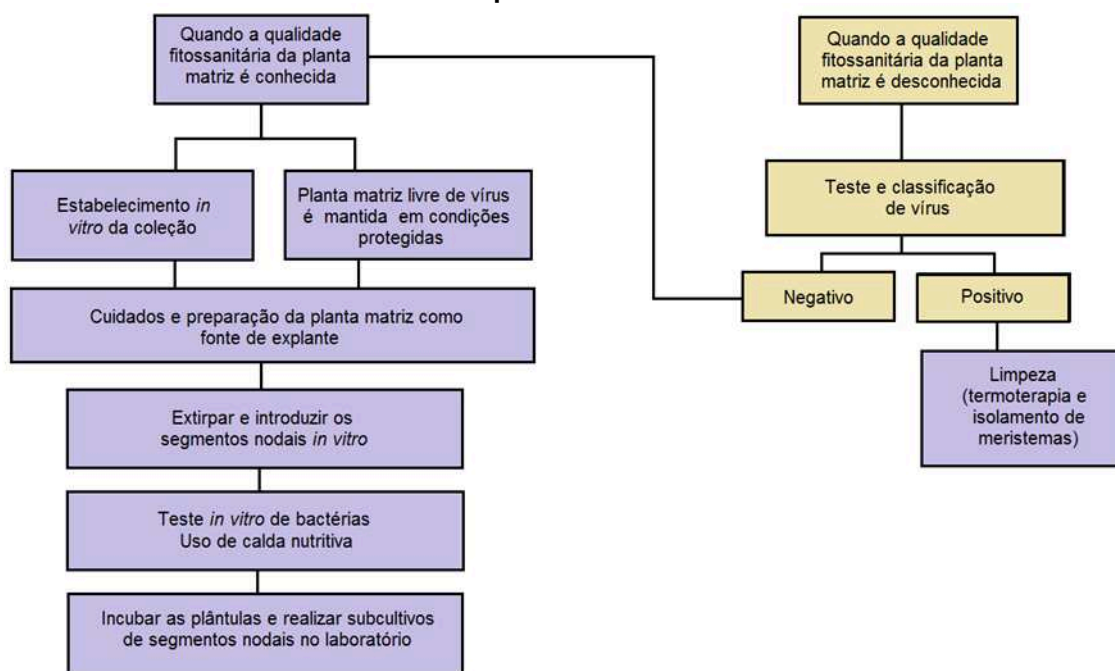 Quando a qualidade
fitossanitária da planta
matriz é conhecida
Estabelecimento in
vitro da coleção
Planta matriz livre de vírus
é mantida em condições
protegidas
Cuidados e preparação da planta matriz como
fonte de explante
Extirpar e introduzir os
segmentos nodais in vitro
Teste in vitro de bactérias
Uso de calda nutritiva
Incubar as plântulas e realizar subcultivos
de segmentos nodais no laboratório
Quando a qualidade
fitossanitária da planta
matriz é desconhecida
Teste e classificação
de vírus
Negativo
Positivo
Limpeza
(termoterapia e
isolamento de
meristemas)